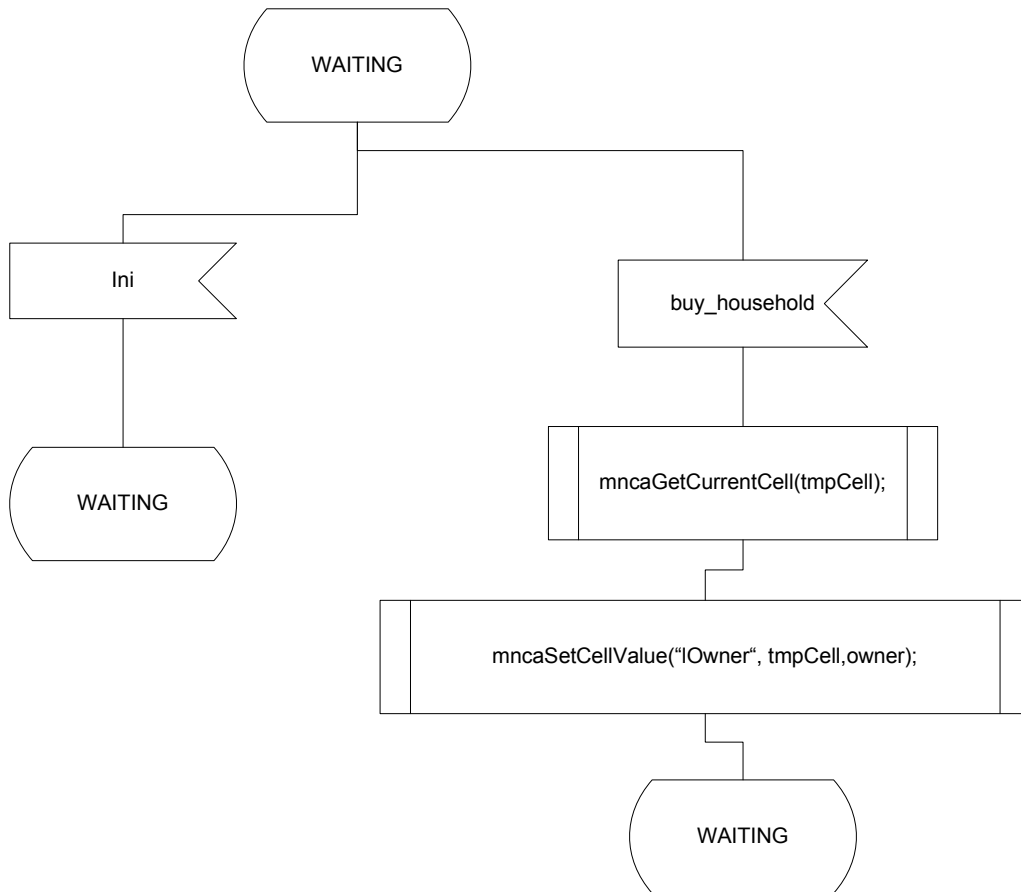 WAITING
Ini
buy_household
WAITING
mncaGetCurrentCell(tmpCell);
mncaSetCellValue(“lOwner“, tmpCell,owner);
WAITING